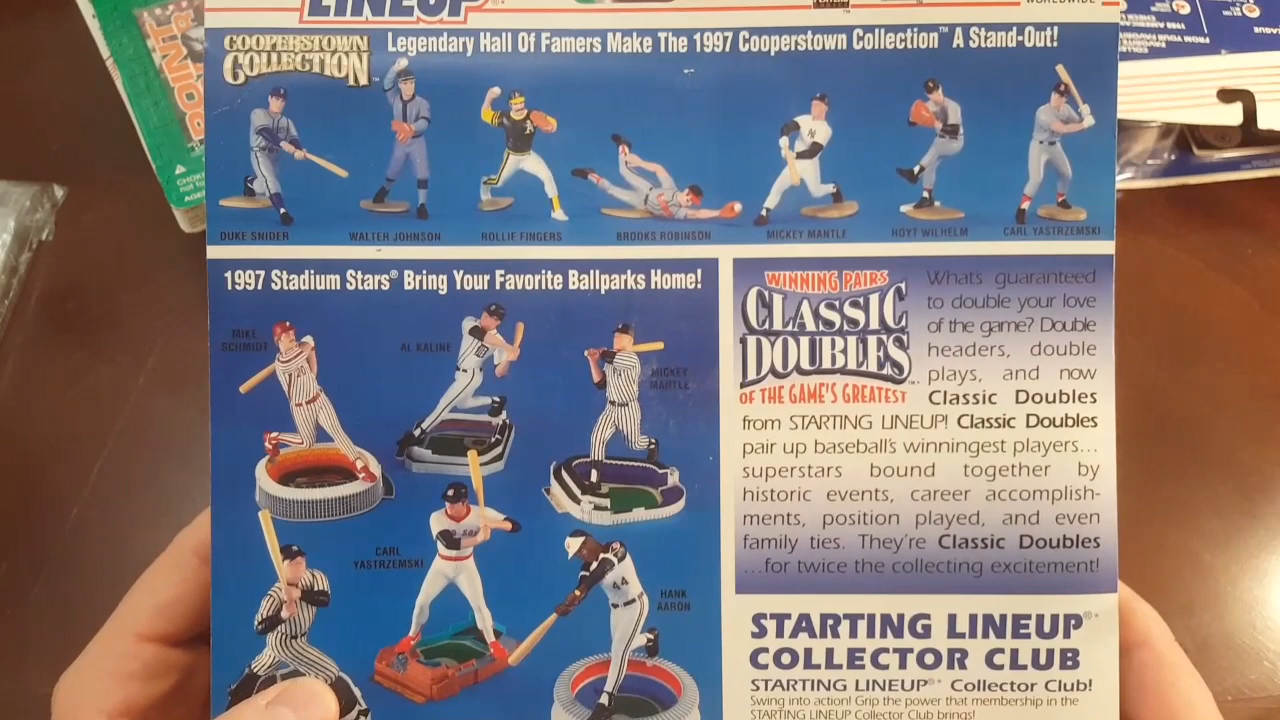 LINEUP®*
WORLDWIDE
COOPERSTOWN
COLLECTION™
Legendary Hall Of Famers Make The 1997 Cooperstown Collection™ A Stand-Out!
DUKE SNIDER
WALTER JOHNSON
ROLLIE FINGERS
BROOKS ROBINSON
MICKEY MANTLE
HOYT WILHELM
CARL YASTRZEMSKI
1997 Stadium Stars® Bring Your Favorite Ballparks Home!
MIKE
SCHMIDT
AL KALINE
MICKEY
MANTLE
CARL
YASTRZEMSKI
HANK
AARON
20
44
WINNING PAIRS
CLASSIC
DOUBLES™*
OF THE GAME'S GREATEST
What's guaranteed
to double your love
of the game? Double
headers, double
plays, and now
Classic Doubles
from STARTING LINEUP! Classic Doubles
pair up baseball's winningest players...
superstars bound together by
historic events, career accomplish-
ments, position played, and even
family ties. They're Classic Doubles
...for twice the collecting excitement!
STARTING LINEUP®*
COLLECTOR CLUB
STARTING LINEUP®* Collector Club!
Swing into action! Grip the power that membership in the
STARTING LINEUP Collector Club brings!